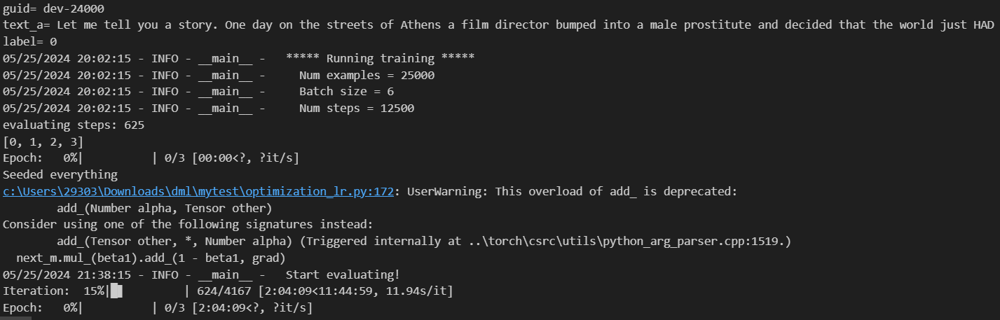 guid= dev-24000
text_a= Let me tell you a story. One day on the streets of Athens a film director bumped into a male prostitute and decided that the world just HAD
label= 0
05/25/2024 20:02:15 - INFO - __main__ -   ***** Running training *****
05/25/2024 20:02:15 - INFO - __main__ -     Num examples = 25000
05/25/2024 20:02:15 - INFO - __main__ -     Batch size = 6
05/25/2024 20:02:15 - INFO - __main__ -     Num steps = 12500
evaluating steps: 625
[0, 1, 2, 3]
Epoch:   0%|          | 0/3 [00:00<?, ?it/s]
Seeded everything
c:\Users\29303\Downloads\dml\mytest\optimization_lr.py:172: UserWarning: This overload of add_ is deprecated:
        add_(Number alpha, Tensor other)
Consider using one of the following signatures instead:
        add_(Tensor other, *, Number alpha) (Triggered internally at ..\torch\csrc\utils\python_arg_parser.cpp:1519.)
  next_m.mul_(beta1).add_(1 - beta1, grad)
05/25/2024 21:38:15 - INFO - __main__ -   Start evaluating!
Iteration:  15%|█▍        | 624/4167 [2:04:09<11:44:59, 11.94s/it]
Epoch:   0%|          | 0/3 [2:04:09<?, ?it/s]